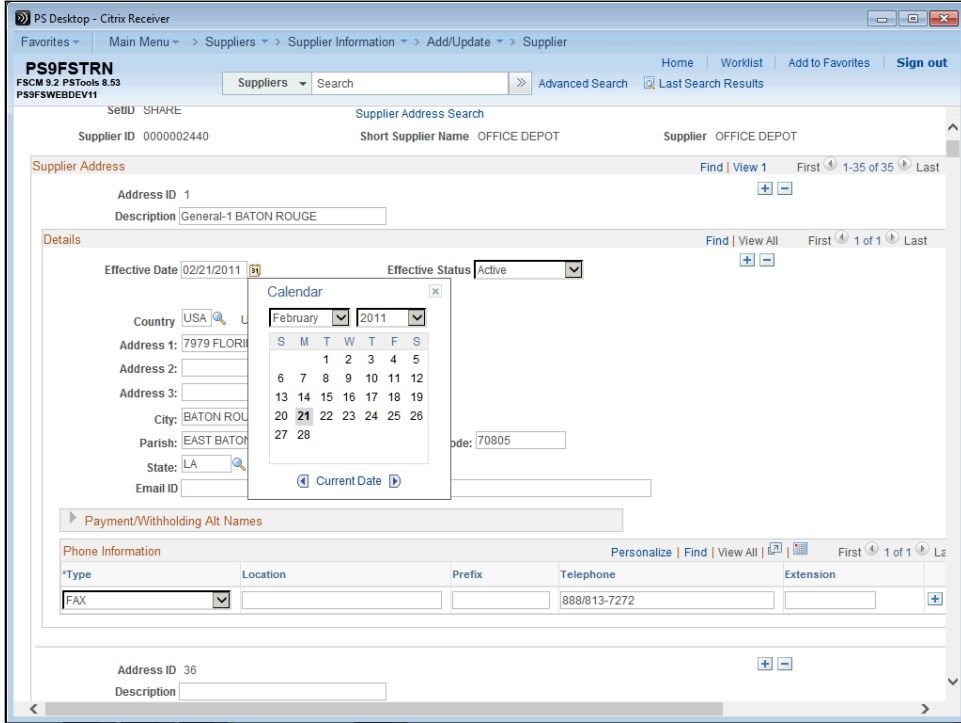 PS Desktop - Citrix Receiver
Favorites Main Menu > Suppliers > Supplier Information > Add/Update > Supplier
PS9FSTRN
FSCM 9.2 PSTools 8.53
PS9FSWEBDEV11
Home Worklist Add to Favorites Sign out
Suppliers Search Advanced Search Last Search Results
SetID SHARE Supplier Address Search
Supplier ID 0000002440 Short Supplier Name OFFICE DEPOT Supplier OFFICE DEPOT
Supplier Address Find | View 1 First 1-35 of 35 Last
Address ID 1
Description General-1 BATON ROUGE
Details Find | View All First 1 of 1 Last
Effective Date 02/21/2011 31 Effective Status Active
Calendar
Country USA U
February 2011
Address 1: 7979 FLORI
S M T W T F S
1 2 3 4 5
Address 2:
6 7 8 9 10 11 12
Address 3:
13 14 15 16 17 18 19
City: BATON ROU
20 21 22 23 24 25 26
Parish: EAST BATON
27 28
ode: 70805
State: LA
Current Date
Email ID
Payment/Withholding Alt Names
Phone Information Personalize | Find | View All | First 1 of 1 La
*Type Location Prefix Telephone Extension
FAX 888/813-7272
Address ID 36
Description